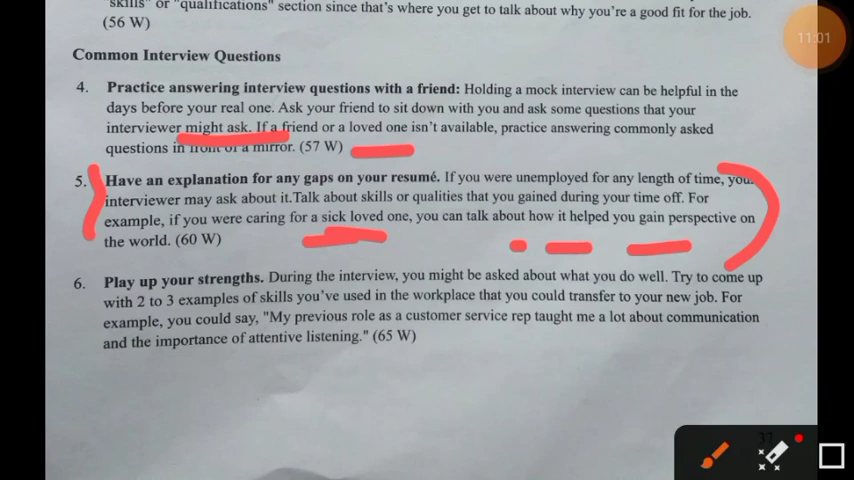 "skills" or "qualifications" section since that's where you get to talk about why you're a good fit for the job.
(56 W)
11:01
Common Interview Questions
4. Practice answering interview questions with a friend: Holding a mock interview can be helpful in the
days before your real one. Ask your friend to sit down with you and ask some questions that your
interviewer might ask. If a friend or a loved one isn't available, practice answering commonly asked
questions in front of a mirror. (57 W)
5. Have an explanation for any gaps on your resumé. If you were unemployed for any length of time, your
interviewer may ask about it.Talk about skills or qualities that you gained during your time off. For
example, if you were caring for a sick loved one, you can talk about how it helped you gain perspective on
the world. (60 W)
6. Play up your strengths. During the interview, you might be asked about what you do well. Try to come up
with 2 to 3 examples of skills you've used in the workplace that you could transfer to your new job. For
example, you could say, "My previous role as a customer service rep taught me a lot about communication
and the importance of attentive listening." (65 W)